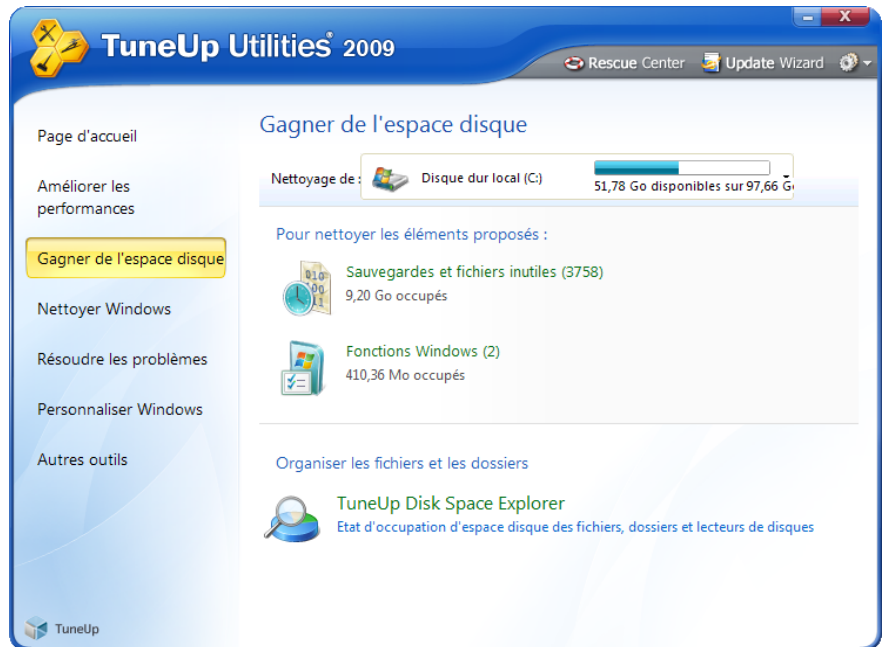 TuneUp Utilities® 2009
Rescue Center
Update Wizard
Page d'accueil
Améliorer les
performances
Gagner de l'espace disque
Nettoyer Windows
Résoudre les problèmes
Personnaliser Windows
Autres outils
TuneUp
Gagner de l'espace disque
Nettoyage de :
Disque dur local (C:)
51,78 Go disponibles sur 97,66 G
Pour nettoyer les éléments proposés :
Sauvegardes et fichiers inutiles (3758)
9,20 Go occupés
Fonctions Windows (2)
410,36 Mo occupés
Organiser les fichiers et les dossiers
TuneUp Disk Space Explorer
Etat d'occupation d'espace disque des fichiers, dossiers et lecteurs de disques